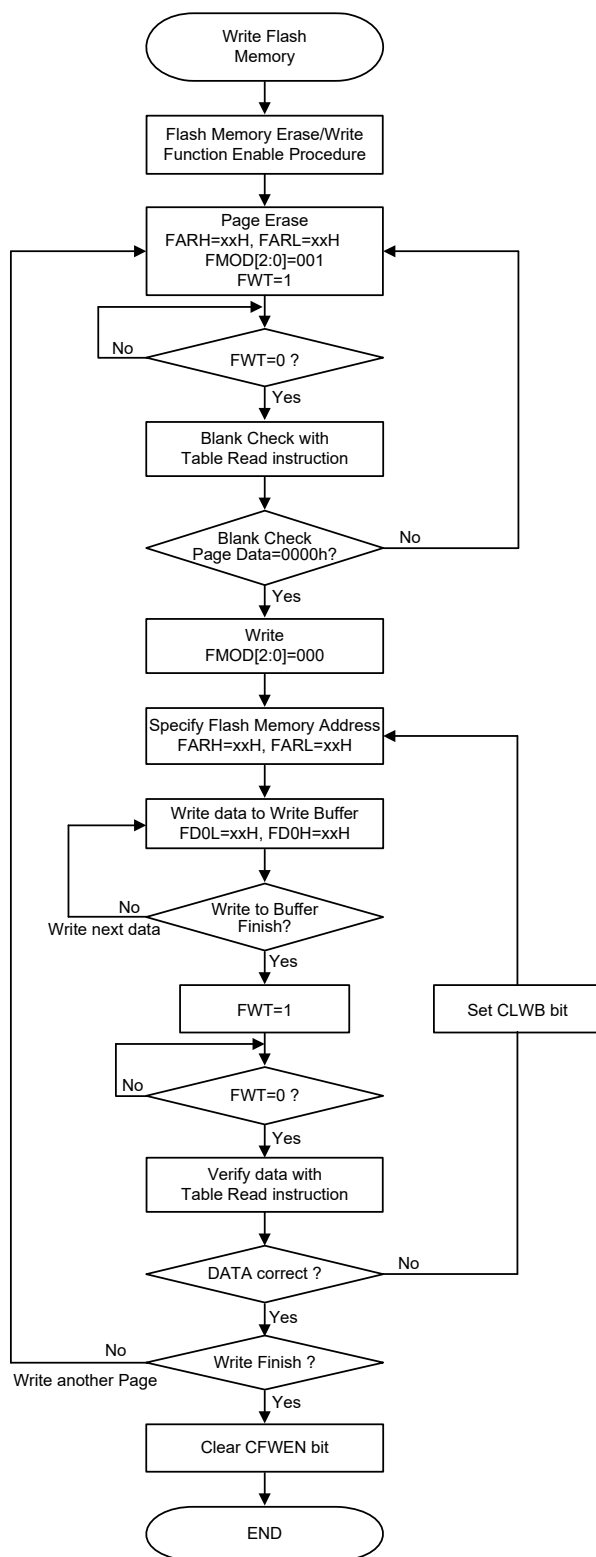 Write Flash
Memory
Flash Memory Erase/Write
Function Enable Procedure
Page Erase
FARH=xxH, FARL=xxH
FMOD[2:0]=001
FWT=1
No
FWT=0 ?
Yes
Blank Check with
Table Read instruction
Blank Check
Page Data=0000h?
No
Yes
Write
FMOD[2:0]=000
Specify Flash Memory Address
FARH=xxH, FARL=xxH
Write data to Write Buffer
FD0L=xxH, FD0H=xxH
No
Write next data
Write to Buffer
Finish?
Yes
FWT=1
Set CLWB bit
No
FWT=0 ?
Yes
Verify data with
Table Read instruction
DATA correct ?
No
Yes
No
Write another Page
Write Finish ?
Yes
Clear CFWEN bit
END